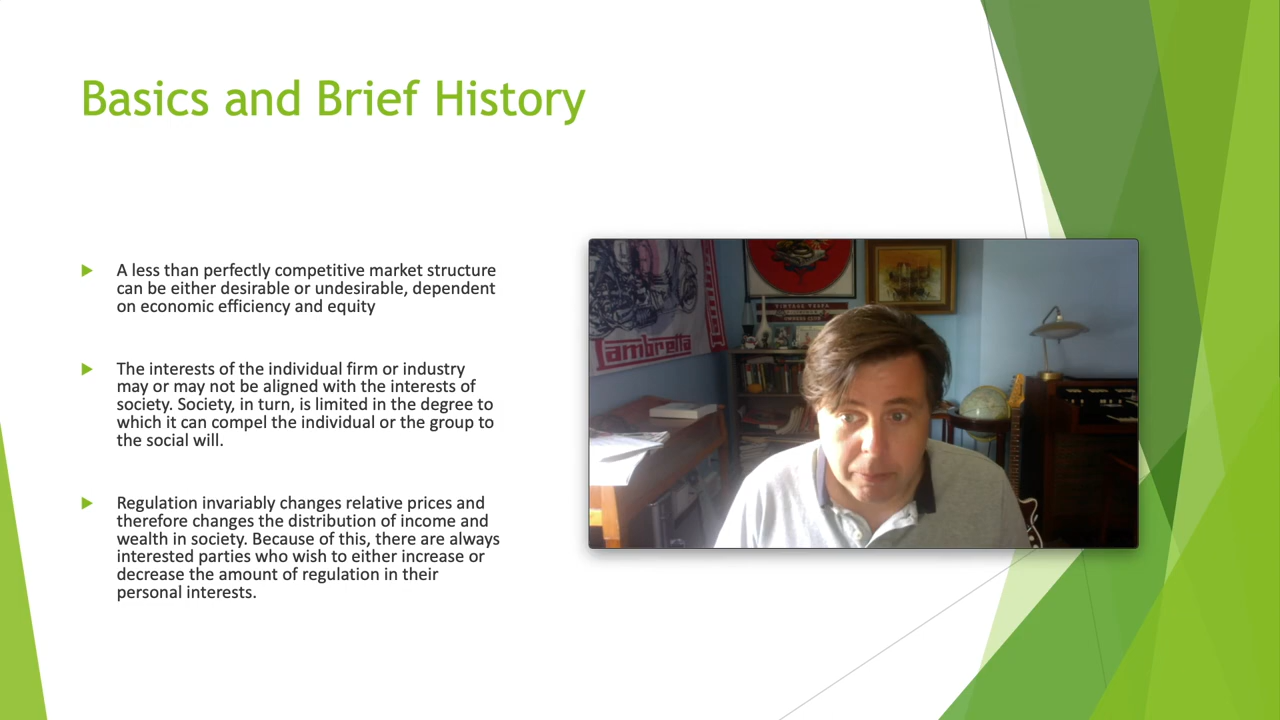 Basics and Brief History
A less than perfectly competitive market structure
can be either desirable or undesirable, dependent
on economic efficiency and equity
The interests of the individual firm or industry
may or may not be aligned with the interests of
society. Society, in turn, is limited in the degree to
which it can compel the individual or the group to
the social will.
Regulation invariably changes relative prices and
therefore changes the distribution of income and
wealth in society. Because of this, there are always
interested parties who wish to either increase or
decrease the amount of regulation in their
personal interests.
Lambretta
VINTAGE VESPA